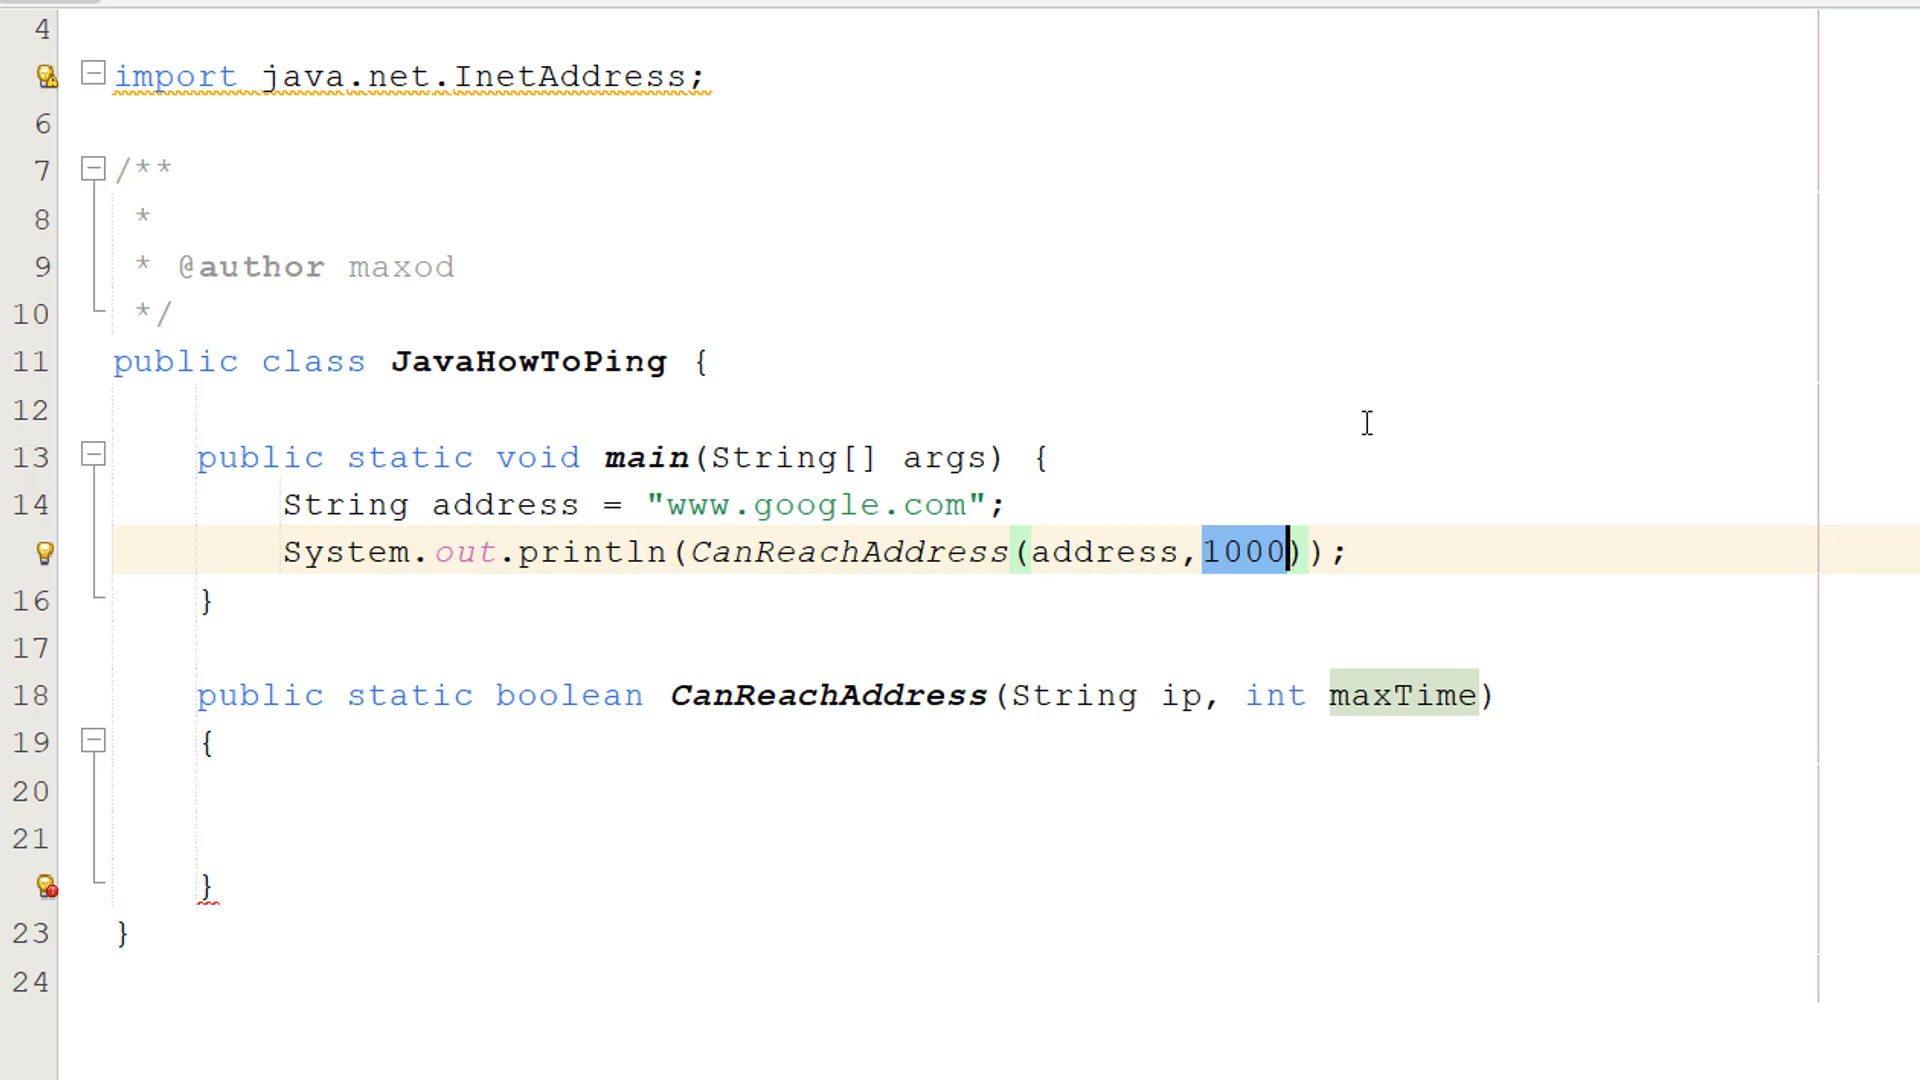 4
import java.net.InetAddress;
6
7 /**
8 *
9 * @author maxod
10 */
11 public class JavaHowToPing {
12
13 public static void main(String[] args) {
14 String address = "www.google.com";
System.out.println(CanReachAddress(address,1000));
16 }
17
18 public static boolean CanReachAddress(String ip, int maxTime)
19 {
20
21
}
23 }
24